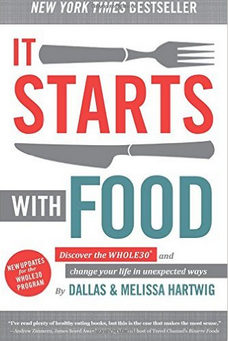 NEW YORK TIMES BESTSELLER
IT
STARTS
WITH FOOD
Discover the WHOLE30® and
change your life in unexpected ways
NEW UPDATES
for the
WHOLE30
PROGRAM
By DALLAS & MELISSA HARTWIG
"I've read plenty of healthy eating books, but this is the one that makes the most sense."
—Andrew Zimmern, James Beard Award- host of Travel Channel's Bizarre Foods